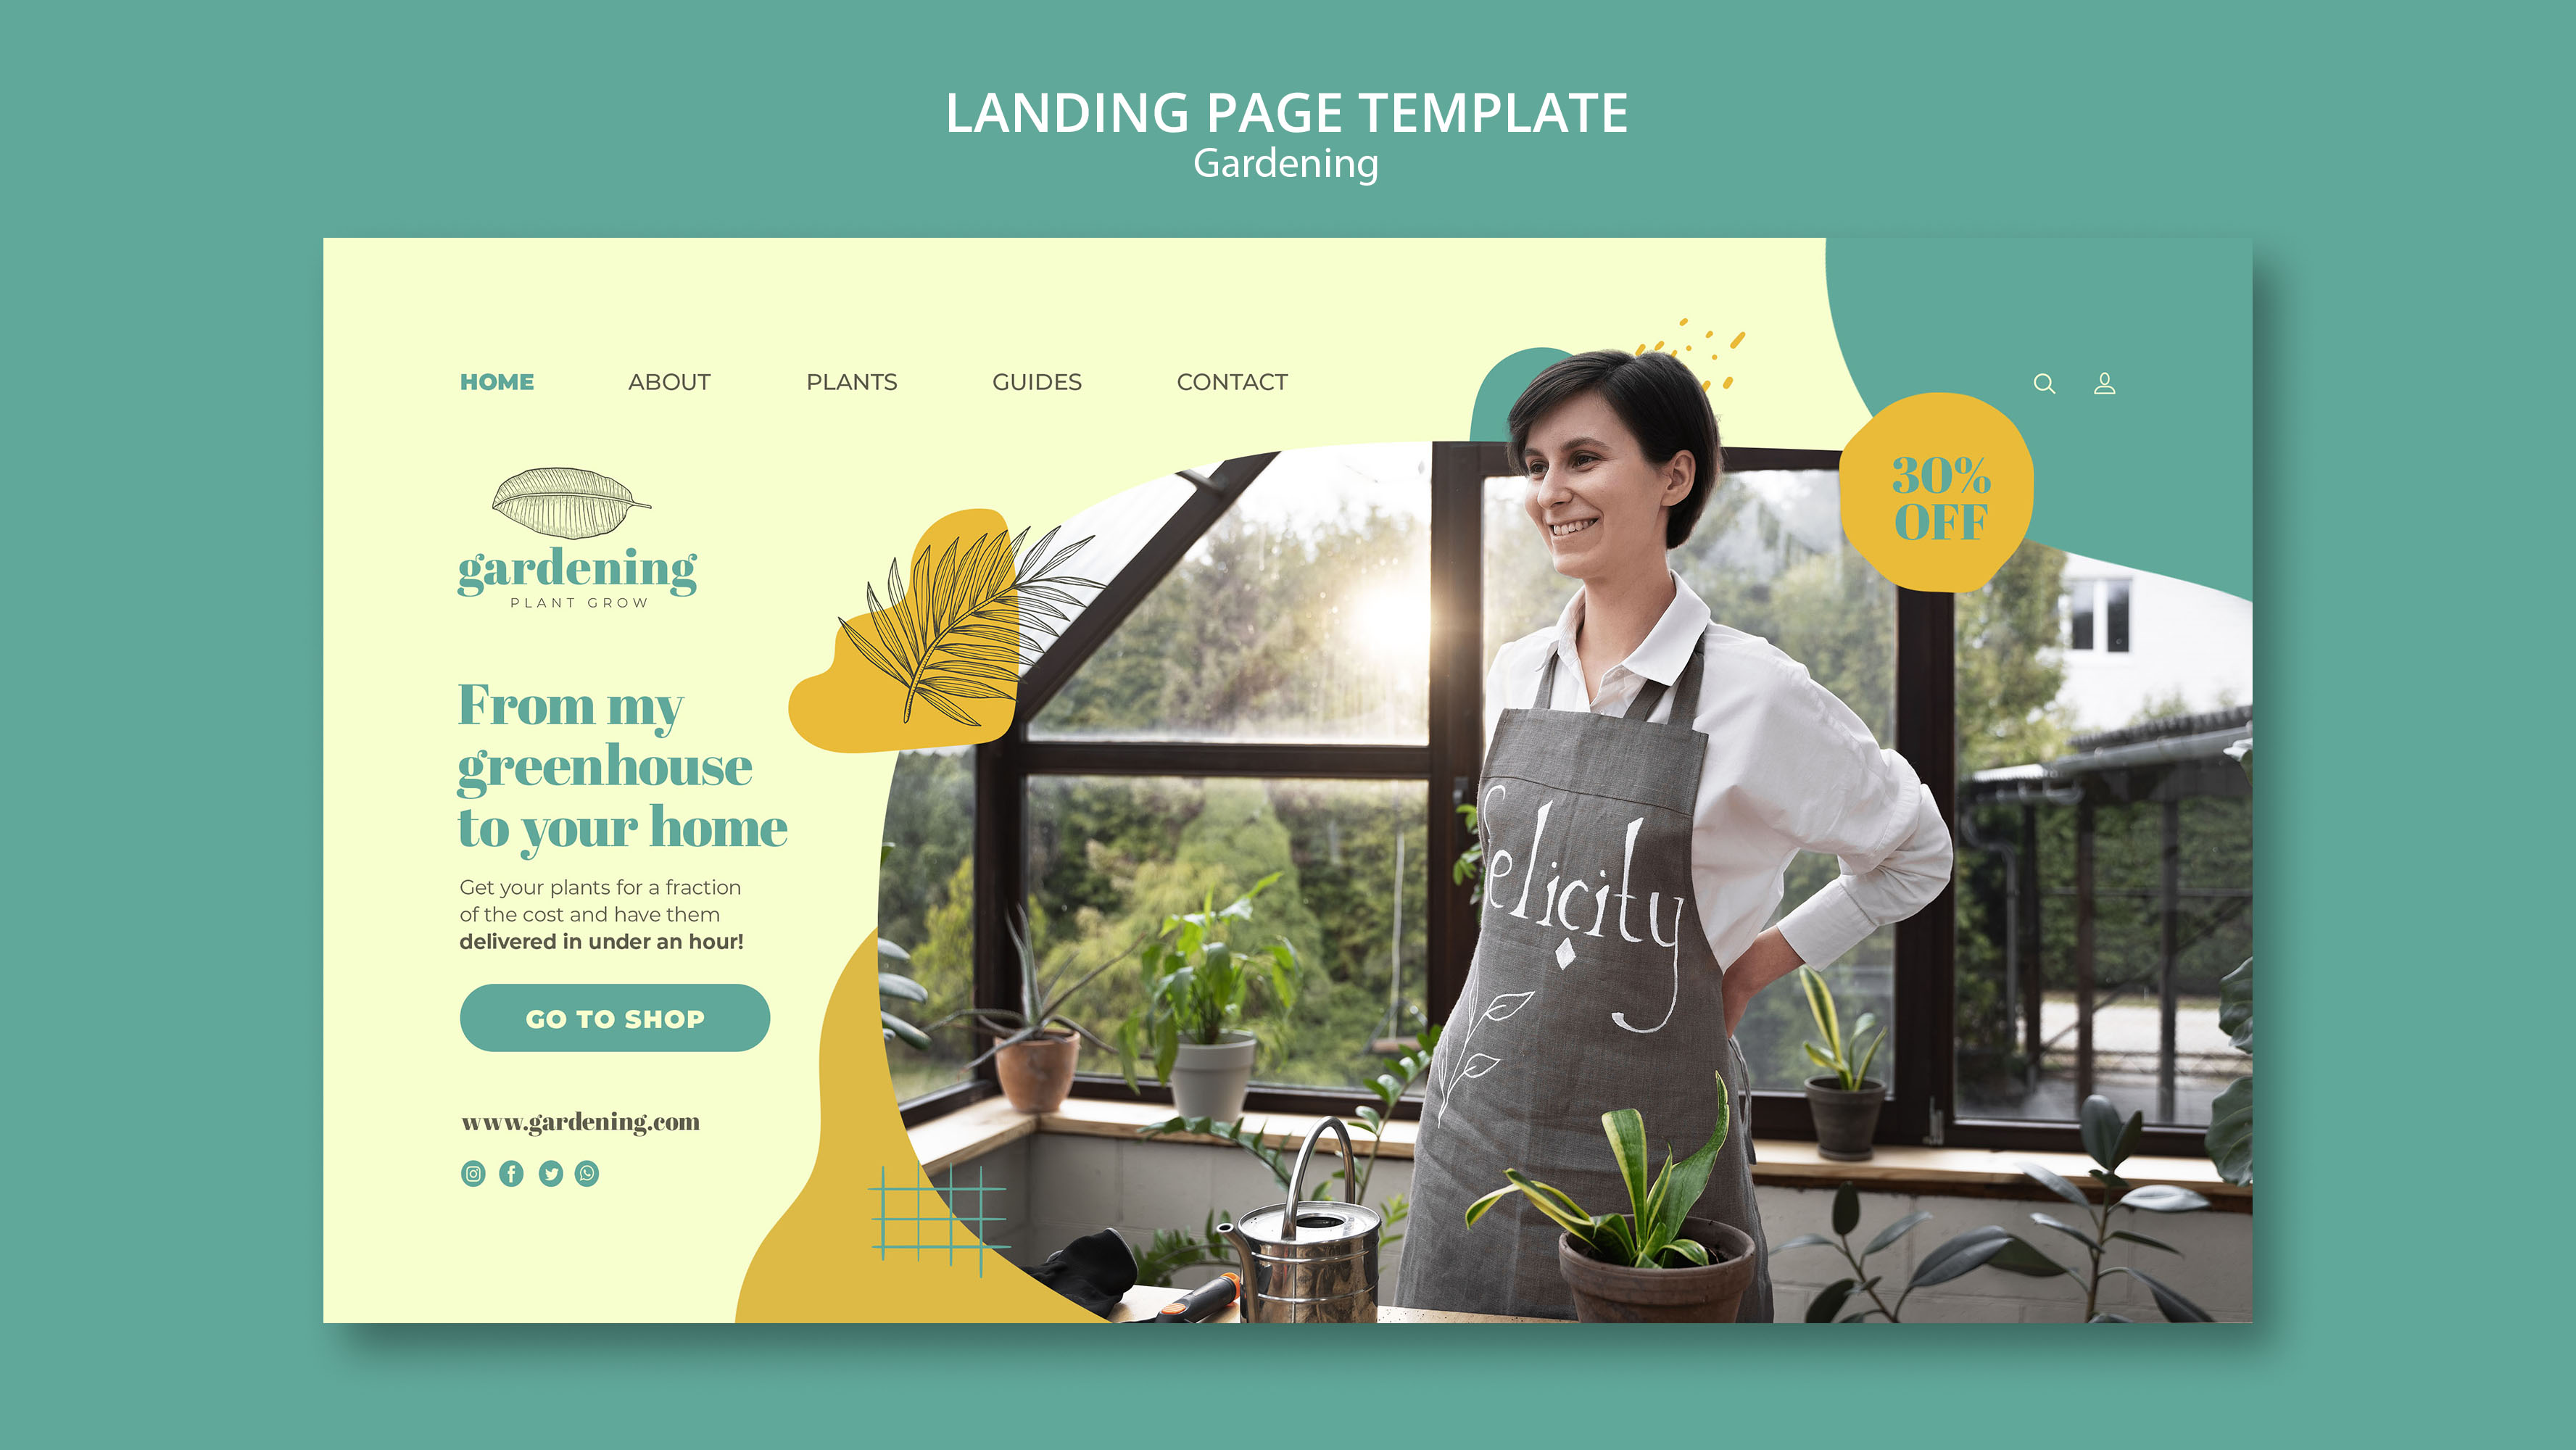 LANDING PAGE TEMPLATE
Gardening
HOME ABOUT PLANTS GUIDES CONTACT
30%
OFF
gardening
PLANT GROW
From my
greenhouse
to your home
Get your plants for a fraction
of the cost and have them
delivered in under an hour!
GO TO SHOP
www.gardening.com
felicity